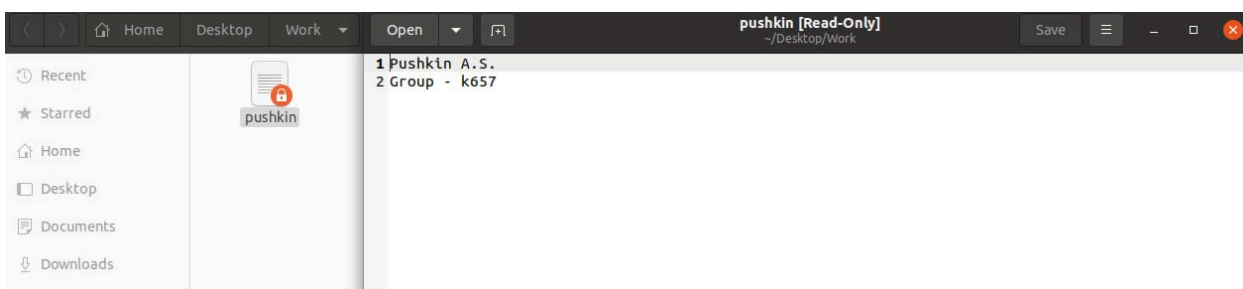 Home Desktop Work
Open
pushkin [Read-Only]
~/Desktop/Work
Save
Recent
Starred
Home
Desktop
Documents
Downloads
pushkin
1 Pushkin A.S.
2 Group - k657